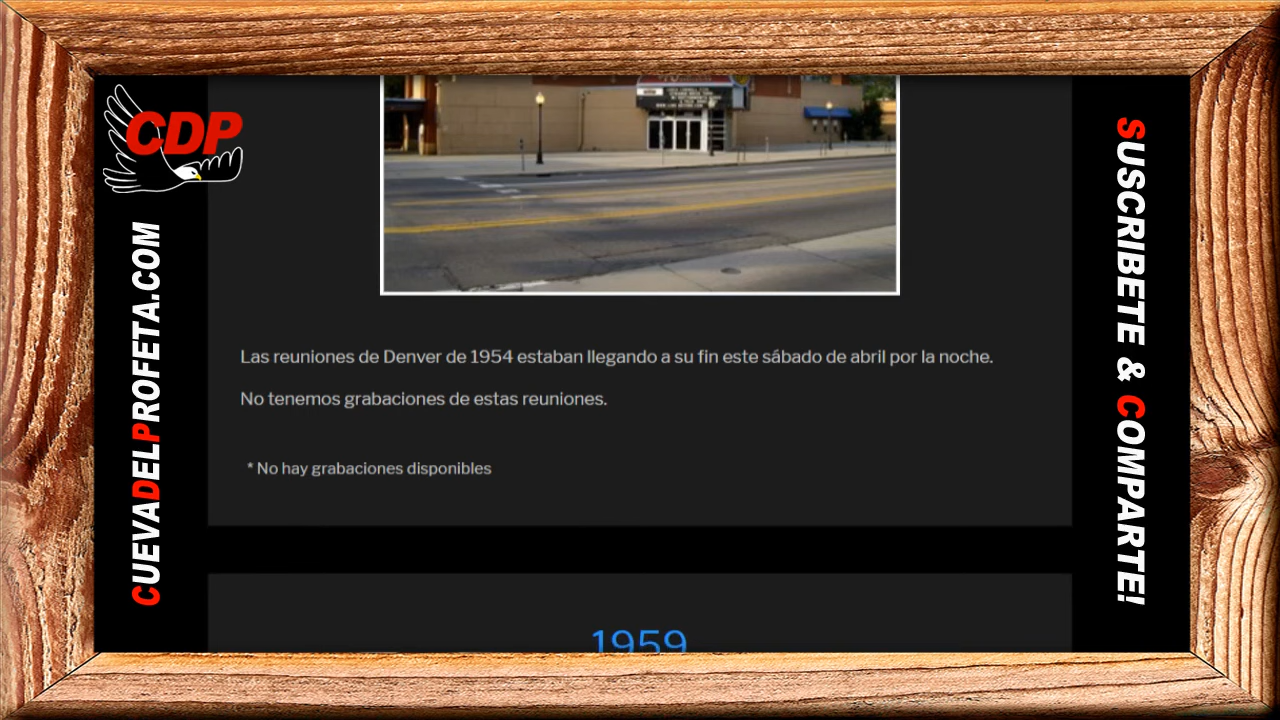 CDP
CUEVADELPROFETA.COM
Las reuniones de Denver de 1954 estaban llegando a su fin este sábado de abril por la noche.
No tenemos grabaciones de estas reuniones.
* No hay grabaciones disponibles
1959
SUSCRIBETE & COMPARTE!